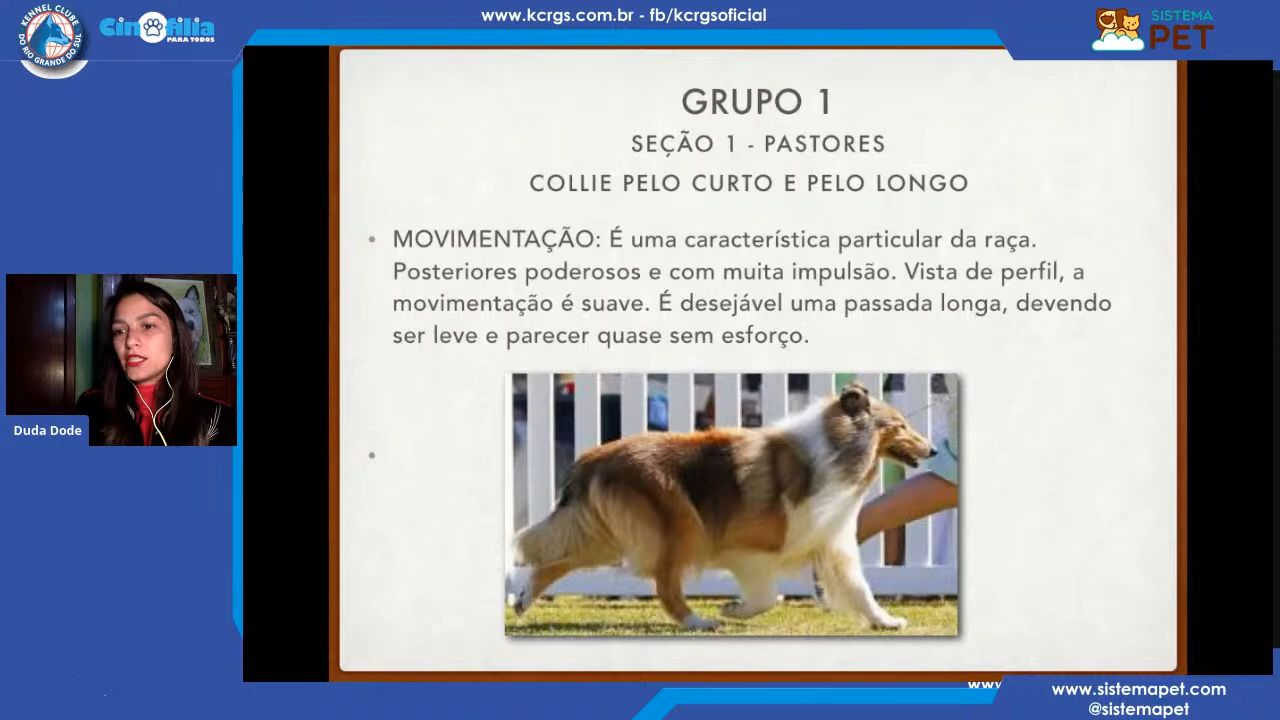 www.kcrgs.com.br - fb/kcrgsoficial
KENNEL CLUBE
DO RIO GRANDE DO SUL
Cinofilia
PARA TODOS
SISTEMA
PET
GRUPO 1
SEÇÃO 1 - PASTORES
COLLIE PELO CURTO E PELO LONGO
• MOVIMENTAÇÃO: É uma característica particular da raça.
Posteriores poderosos e com muita impulsão. Vista de perfil, a
movimentação é suave. É desejável uma passada longa, devendo
ser leve e parecer quase sem esforço.
•
Duda Dode
www
www.sistemapet.com
@sistemapet